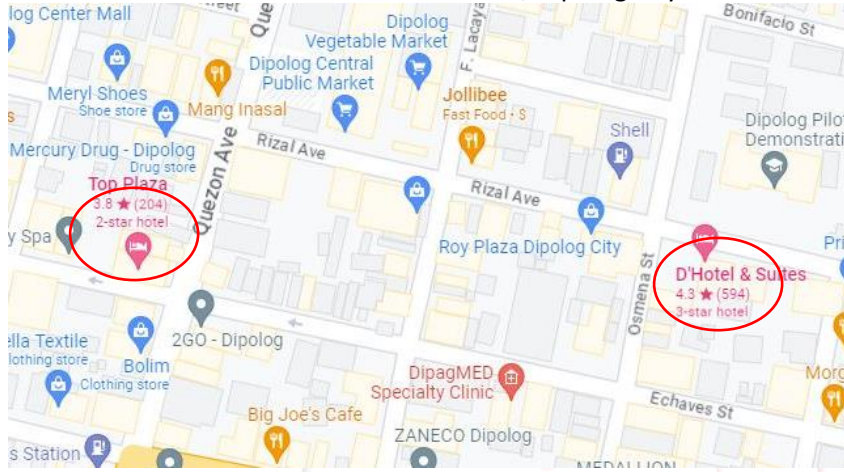 log Center Mall
Bonifacio St
Dipolog
Vegetable Market
Dipolog Central
Public Market
Meryl Shoes
Shoe store
Mang Inasal
Jollibee
Fast Food • $
Shell
Dipolog Pilo
Demonstrati
Rizal Ave
Mercury Drug - Dipolog
Drug store
Quezon Ave
Top Plaza
3.8 ★ (204)
2-star hotel
Rizal Ave
y Spa
Roy Plaza Dipolog City
Pri
Osmena St
D'Hotel & Suites
4.3 ★ (594)
3-star hotel
ella Textile
lothing store
2GO - Dipolog
Bolim
Clothing store
DipagMED
Specialty Clinic
Morg
Echaves St
Big Joe's Cafe
ZANECO Dipolog
s Station
F. Lacaya
Que